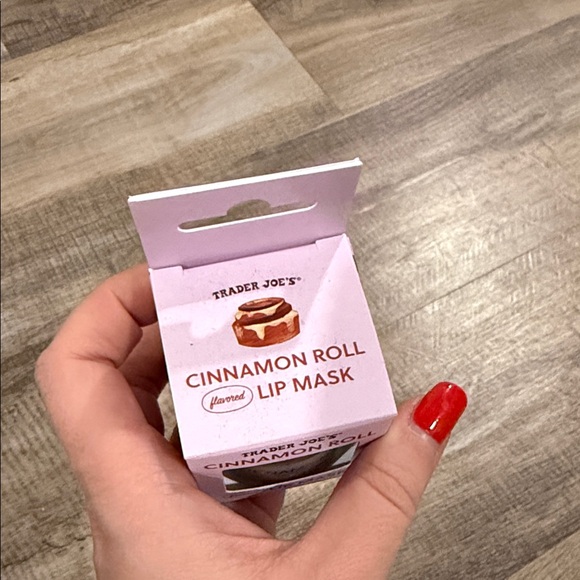 TRADER JOE'S®
CINNAMON ROLL
flavored LIP MASK
TRADER JOE'S®
CINNAMON ROLL